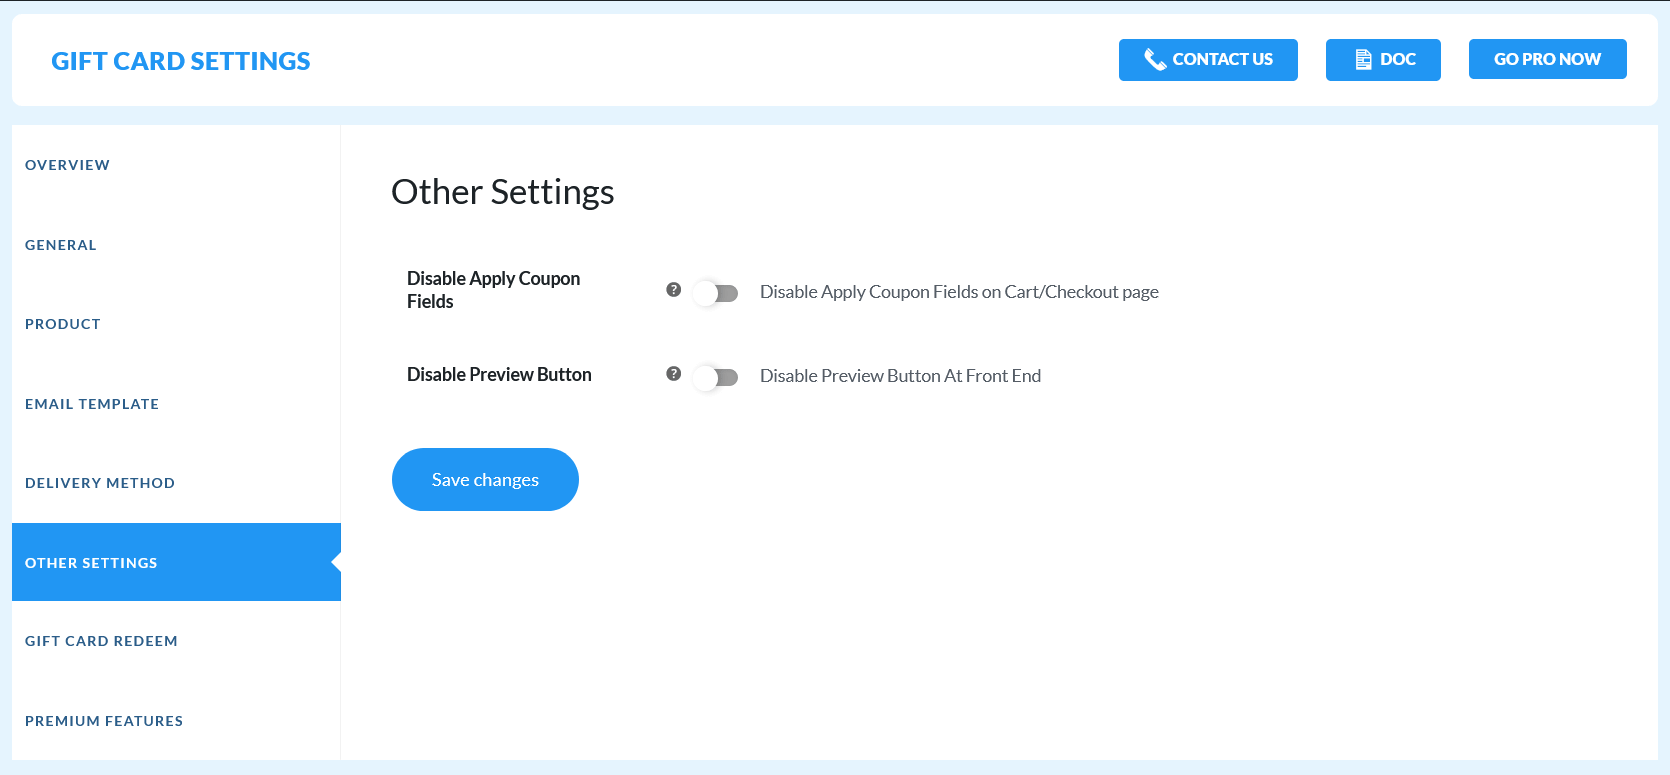 GIFT CARD SETTINGS
CONTACT US
DOC
GO PRO NOW
OVERVIEW
GENERAL
PRODUCT
EMAIL TEMPLATE
DELIVERY METHOD
OTHER SETTINGS
GIFT CARD REDEEM
PREMIUM FEATURES
Other Settings
Disable Apply Coupon
Fields
?
Disable Apply Coupon Fields on Cart/Checkout page
Disable Preview Button
?
Disable Preview Button At Front End
Save changes